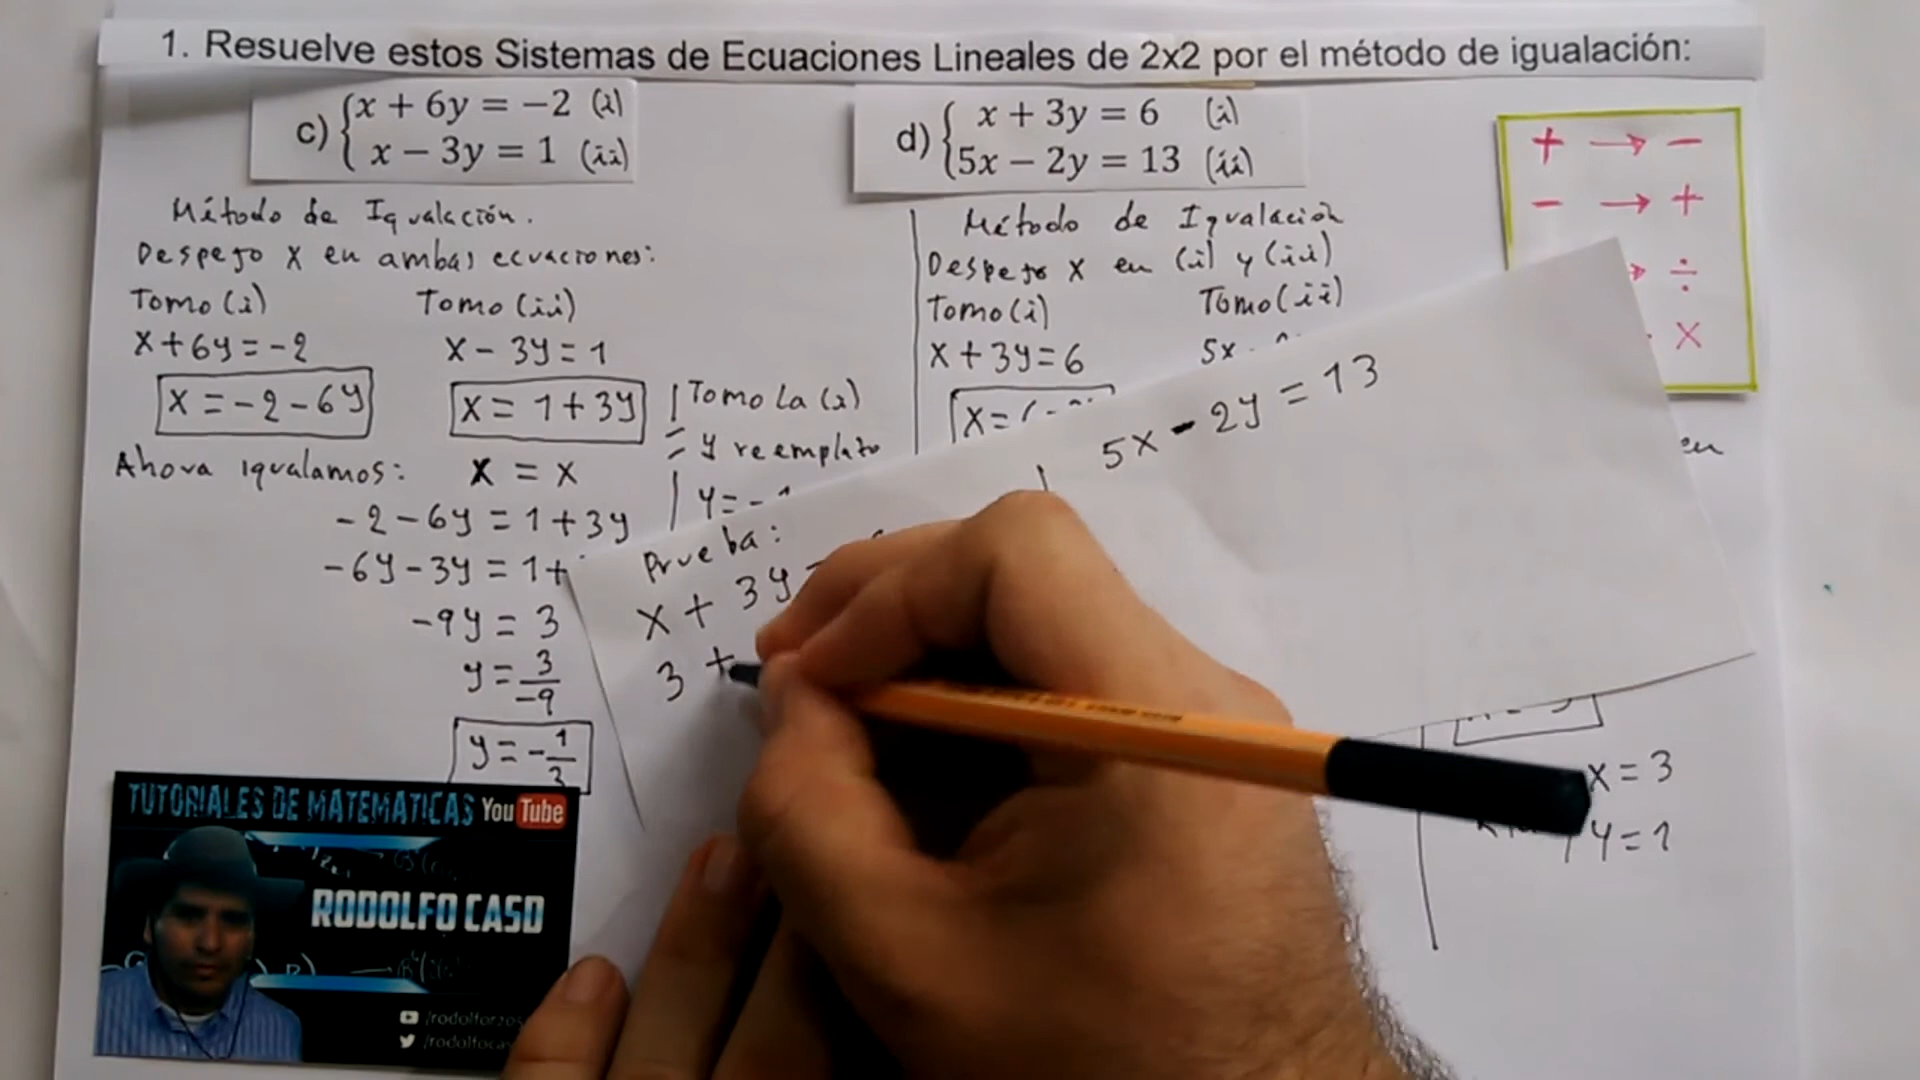 1. Resuelve estos Sistemas de Ecuaciones Lineales de 2x2 por el método de igualación:
c) x + 6y = −2 (i)
x − 3y = 1 (ii)
Método de Igualación.
Despejo x en ambas ecuaciones:
Tomo (i)
x+6y=-2
x=-2-6y
Tomo (ii)
x-3y=1
x=1+3y
Ahora igualamos: x = x
-2-6y=1+3y
-6y-3y=1+
-9y=3
y=3/-9
y=-1/3
Tomo la (i)
y reemplazo
y=-1
d) x + 3y = 6 (i)
5x − 2y = 13 (ii)
Método de Igualación
Despejo x en (i) y (ii)
Tomo (i)
x+3y=6
x=
Tomo (ii)
5x
en
+ → -
- → +
÷
x
Prueba:
x+3y
3+
5x-2y=13
x=3
y=1
TUTORIALES DE MATEMATICAS YouTube
RODOLFO CASO